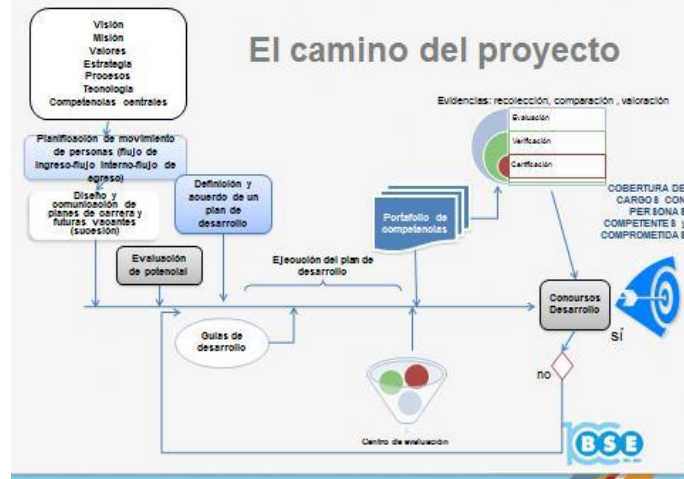 Visión
Misión
Valores
Estrategia
Procesos
Tecnología
Competencias centrales
El camino del proyecto
Planificación de movimiento
de personas (flujo de
ingreso-flujo interno-flujo de
egreso)
Diseño y
comunicación de
planes de carrera y
futuras vacantes
(sucesión)
Definición y
acuerdo de un
plan de
desarrollo
Evaluación
de potencial
Ejecución del plan de
desarrollo
Guías de
desarrollo
Portafolio de
competencias
Evidencias: recolección, comparación , valoración
Evaluación
Verificación
Certificación
COBERTURA DE
CARGOS CON
PERSONAS
COMPETENTES y
COMPROMETIDAS
Concursos
Desarrollo
sí
no
Centro de evaluación
100
BSE